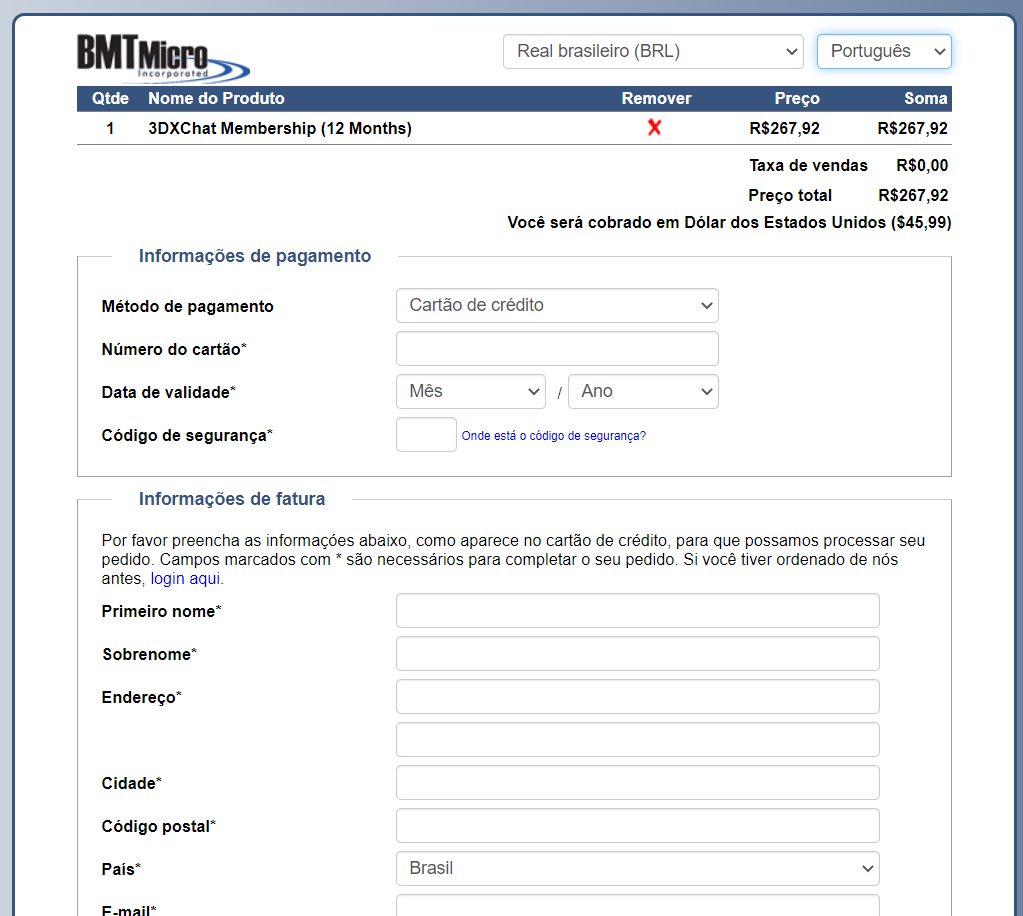 BMTMicro
Incorporated
Real brasileiro (BRL)
Português
Qtde Nome do Produto Remover Preço Soma
1 3DXChat Membership (12 Months) R$267,92 R$267,92
Taxa de vendas R$0,00
Preço total R$267,92
Você será cobrado em Dólar dos Estados Unidos ($45,99)
Informações de pagamento
Método de pagamento Cartão de crédito
Número do cartão*
Data de validade* Mês / Ano
Código de segurança* Onde está o código de segurança?
Informações de fatura
Por favor preencha as informações abaixo, como aparece no cartão de crédito, para que possamos processar seu
pedido. Campos marcados com * são necessários para completar o seu pedido. Si você tiver ordenado de nós
antes, login aqui.
Primeiro nome*
Sobrenome*
Endereço*
Cidade*
Código postal*
País* Brasil
E-mail*